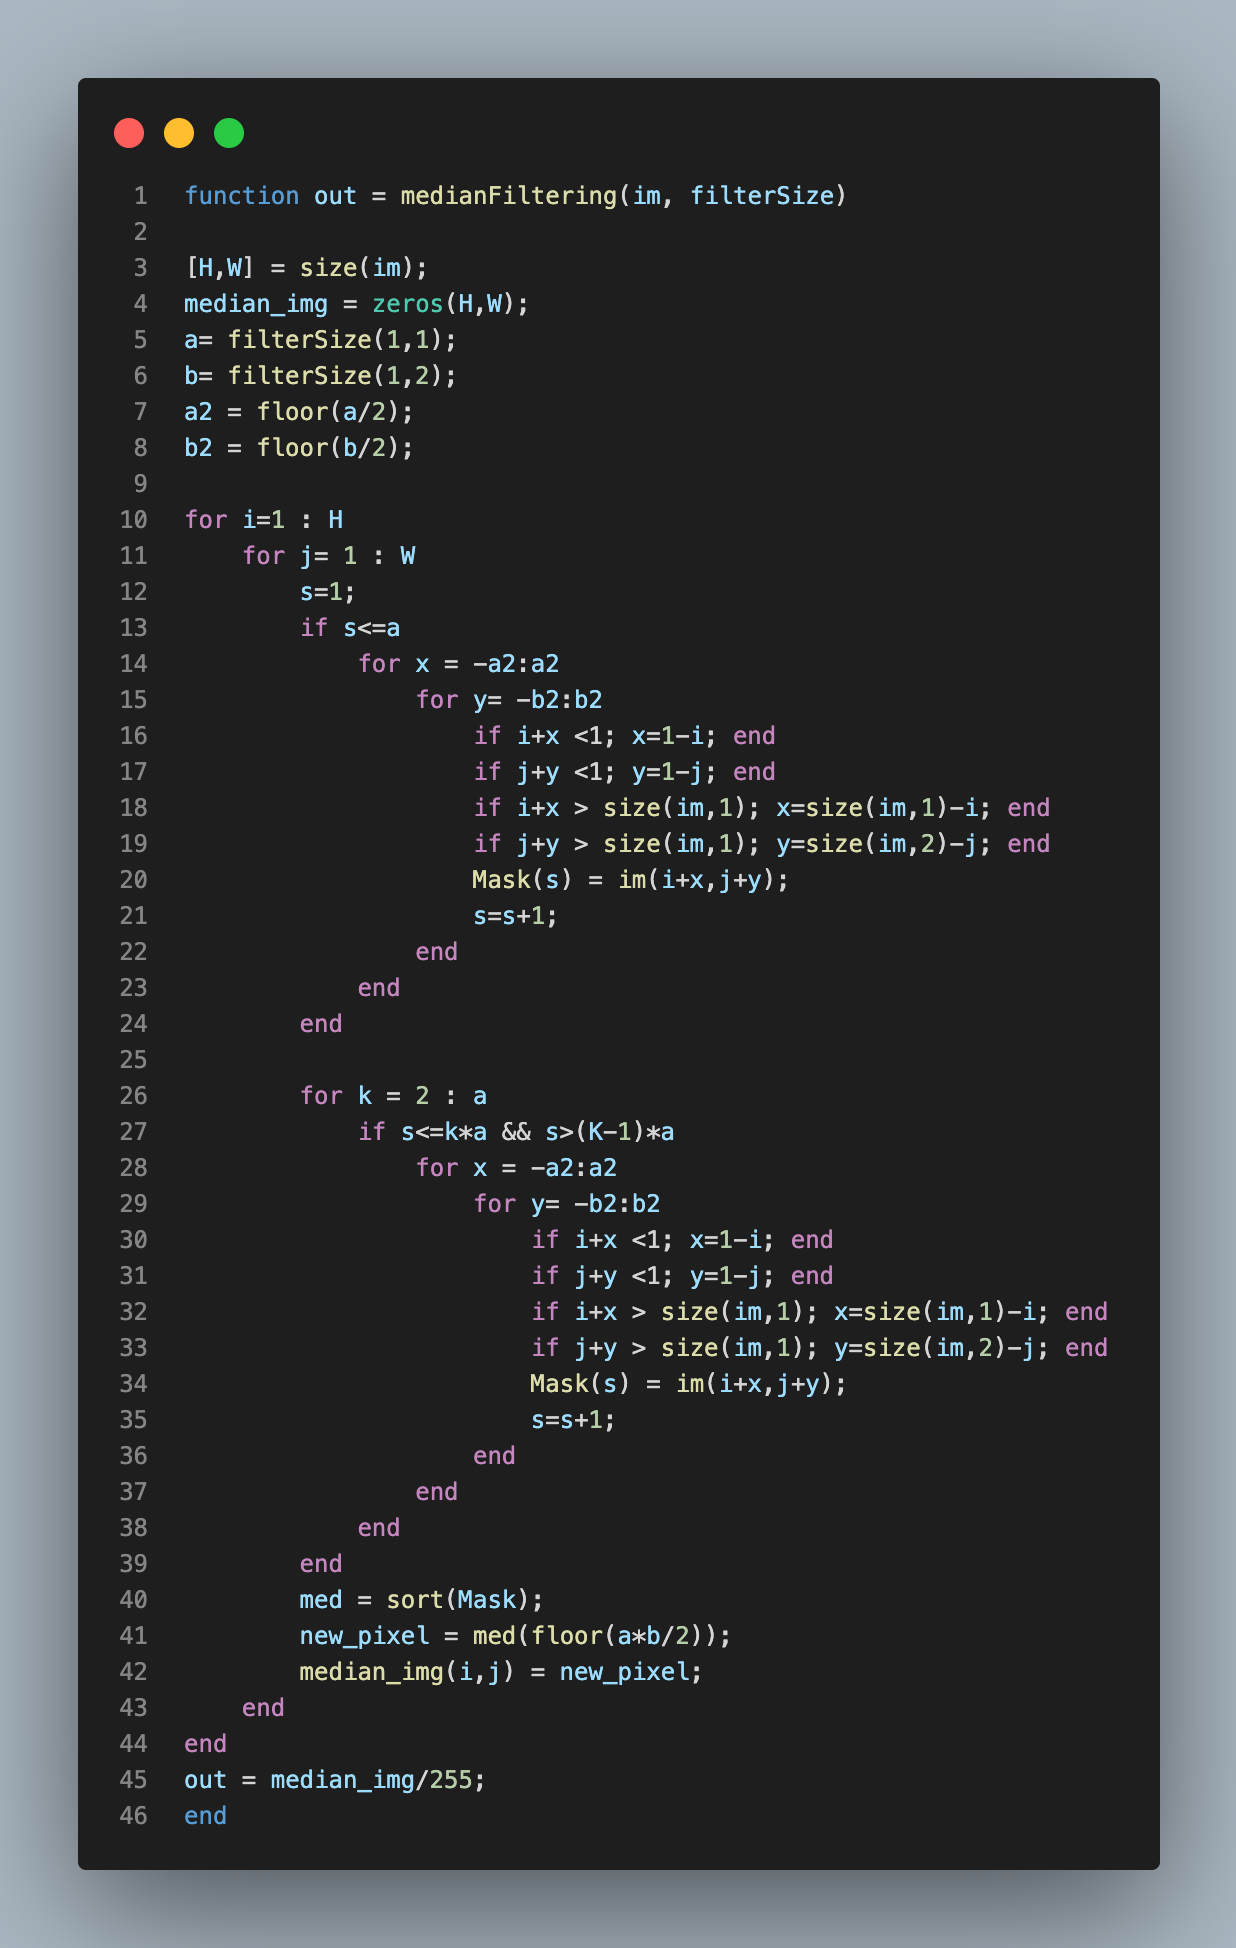 1 function out = medianFiltering(im, filterSize)
2
3 [H,W] = size(im);
4 median_img = zeros(H,W);
5 a= filterSize(1,1);
6 b= filterSize(1,2);
7 a2 = floor(a/2);
8 b2 = floor(b/2);
9
10 for i=1 : H
11     for j= 1 : W
12         s=1;
13         if s<=a
14             for x = -a2:a2
15                 for y= -b2:b2
16                     if i+x <1; x=1-i; end
17                     if j+y <1; y=1-j; end
18                     if i+x > size(im,1); x=size(im,1)-i; end
19                     if j+y > size(im,1); y=size(im,2)-j; end
20                     Mask(s) = im(i+x,j+y);
21                     s=s+1;
22                 end
23             end
24         end
25
26         for k = 2 : a
27             if s<=k*a && s>(K-1)*a
28                 for x = -a2:a2
29                     for y= -b2:b2
30                         if i+x <1; x=1-i; end
31                         if j+y <1; y=1-j; end
32                         if i+x > size(im,1); x=size(im,1)-i; end
33                         if j+y > size(im,1); y=size(im,2)-j; end
34                         Mask(s) = im(i+x,j+y);
35                         s=s+1;
36                     end
37                 end
38             end
39         end
40         med = sort(Mask);
41         new_pixel = med(floor(a*b/2));
42         median_img(i,j) = new_pixel;
43     end
44 end
45 out = median_img/255;
46 end